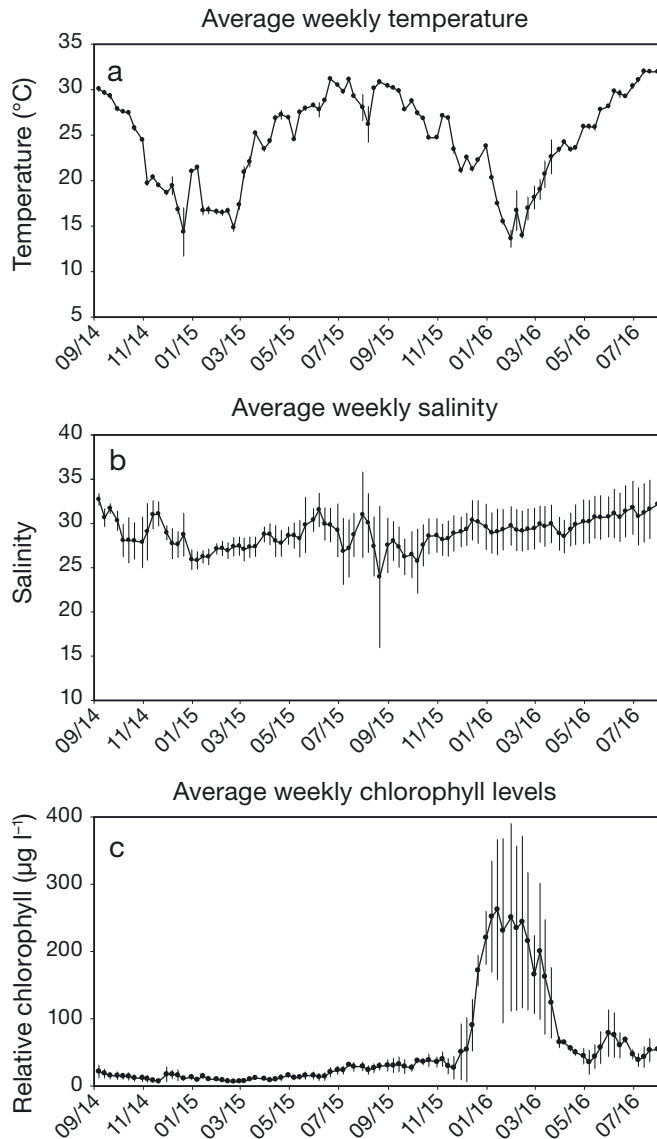 Average weekly temperature
a
Temperature (°C)
35
30
25
20
15
10
5
09/14 11/14 01/15 03/15 05/15 07/15 09/15 11/15 01/16 03/16 05/16 07/16
Average weekly salinity
b
Salinity
40
35
30
25
20
15
10
09/14 11/14 01/15 03/15 05/15 07/15 09/15 11/15 01/16 03/16 05/16 07/16
Average weekly chlorophyll levels
c
Relative chlorophyll (µg l⁻¹)
400
300
200
100
50
0
09/14 11/14 01/15 03/15 05/15 07/15 09/15 11/15 01/16 03/16 05/16 07/16